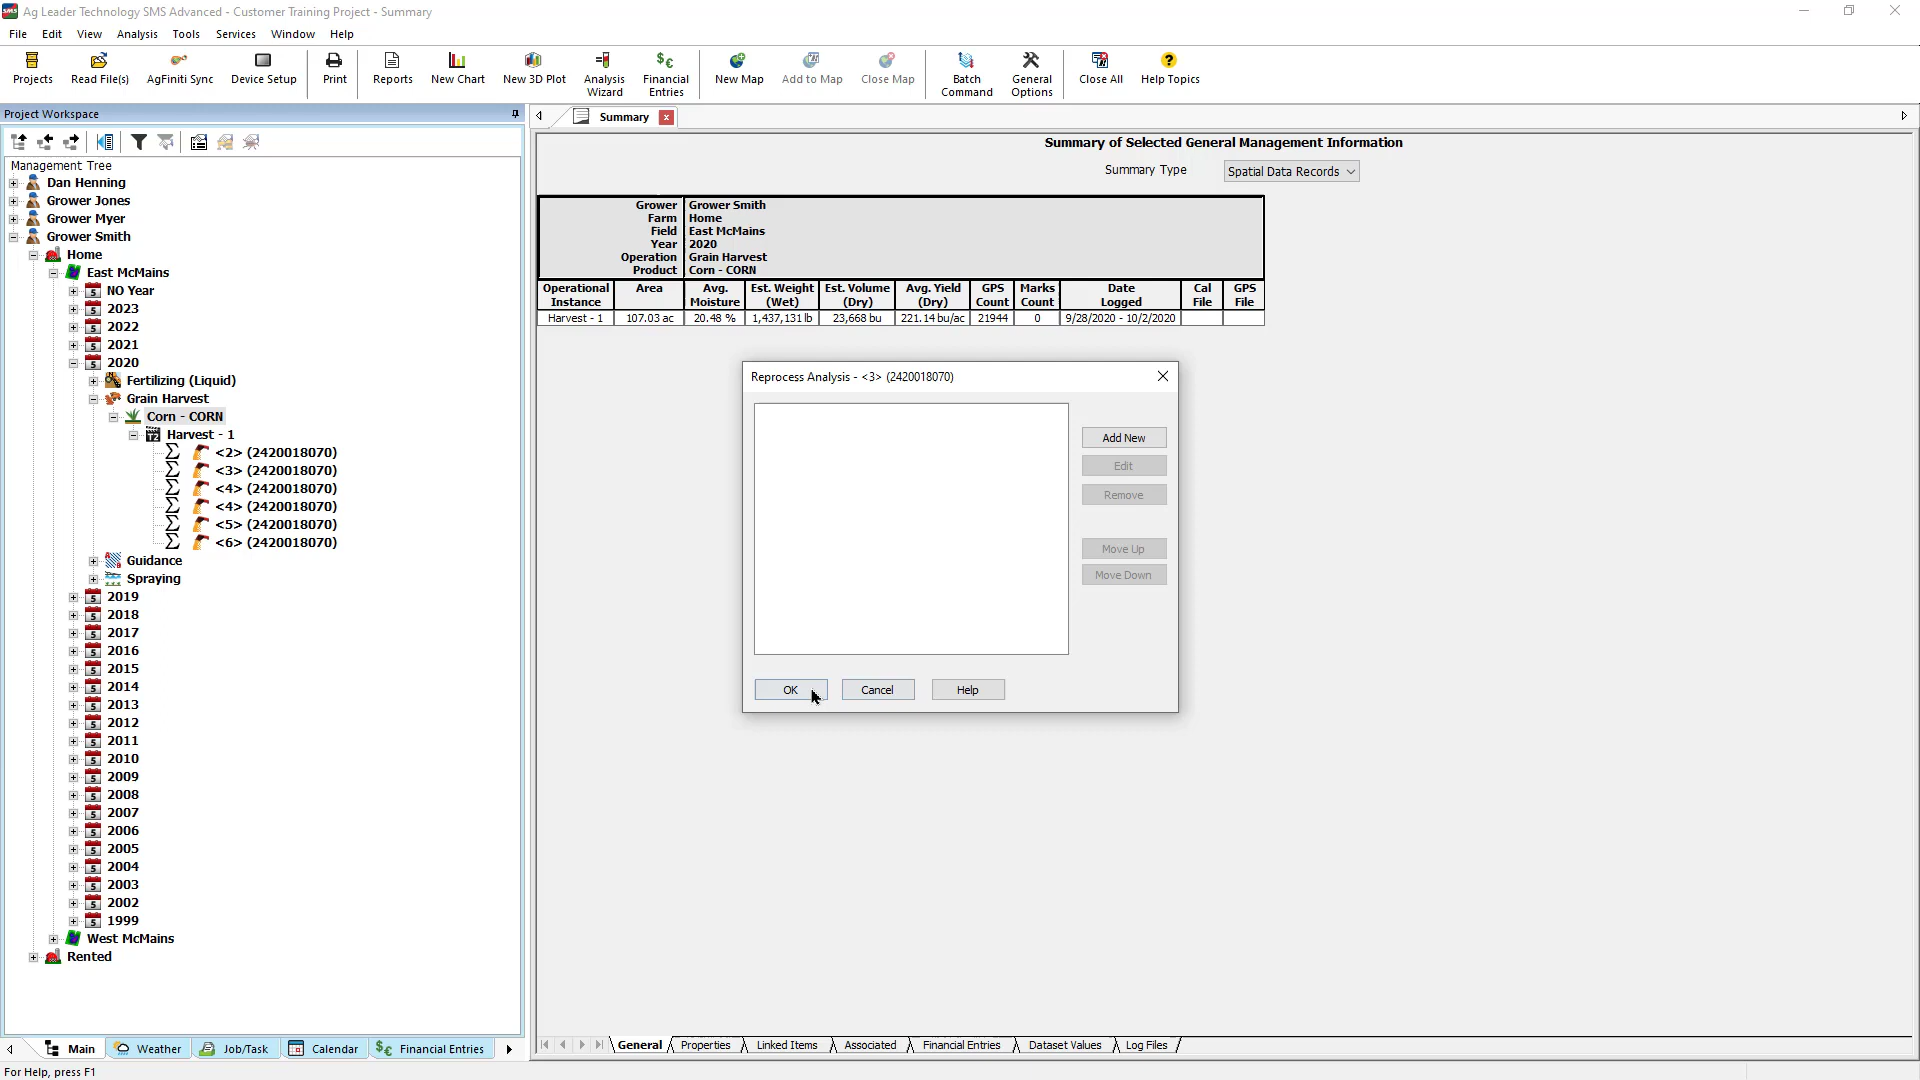 Ag Leader Technology SMS Advanced - Customer Training Project - Summary
File Edit View Analysis Tools Services Window Help
Projects Read File(s) AgFiniti Sync Device Setup Print Reports New Chart New 3D Plot Analysis Wizard Financial Entries New Map Add to Map Close Map Batch Command General Options Close All Help Topics
Project Workspace
Management Tree
Dan Henning
Grower Jones
Grower Myer
Grower Smith
Home
East McMains
NO Year
2023
2022
2021
2020
Fertilizing (Liquid)
Grain Harvest
Corn - CORN
Harvest - 1
<2> (2420018070)
<3> (2420018070)
<4> (2420018070)
<4> (2420018070)
<5> (2420018070)
<6> (2420018070)
Guidance
Spraying
2019
2018
2017
2016
2015
2014
2013
2012
2011
2010
2009
2008
2007
2006
2005
2004
2003
2002
1999
West McMains
Rented
Main Weather Job/Task Calendar Financial Entries
For Help, press F1
Summary
Summary of Selected General Management Information
Summary Type Spatial Data Records
Grower Grower Smith
Farm Home
Field East McMains
Year 2020
Operation Grain Harvest
Product Corn - CORN
Operational Instance Area Avg. Moisture Est. Weight (Wet) Est. Volume (Dry) Avg. Yield (Dry) GPS Count Marks Count Date Logged Cal File GPS File
Harvest - 1 107.03 ac 20.48 % 1,437,131 lb 23,668 bu 221.14 bu/ac 21944 0 9/28/2020 - 10/2/2020
Reprocess Analysis - <3> (2420018070)
Add New
Edit
Remove
Move Up
Move Down
OK Cancel Help
General Properties Linked Items Associated Financial Entries Dataset Values Log Files